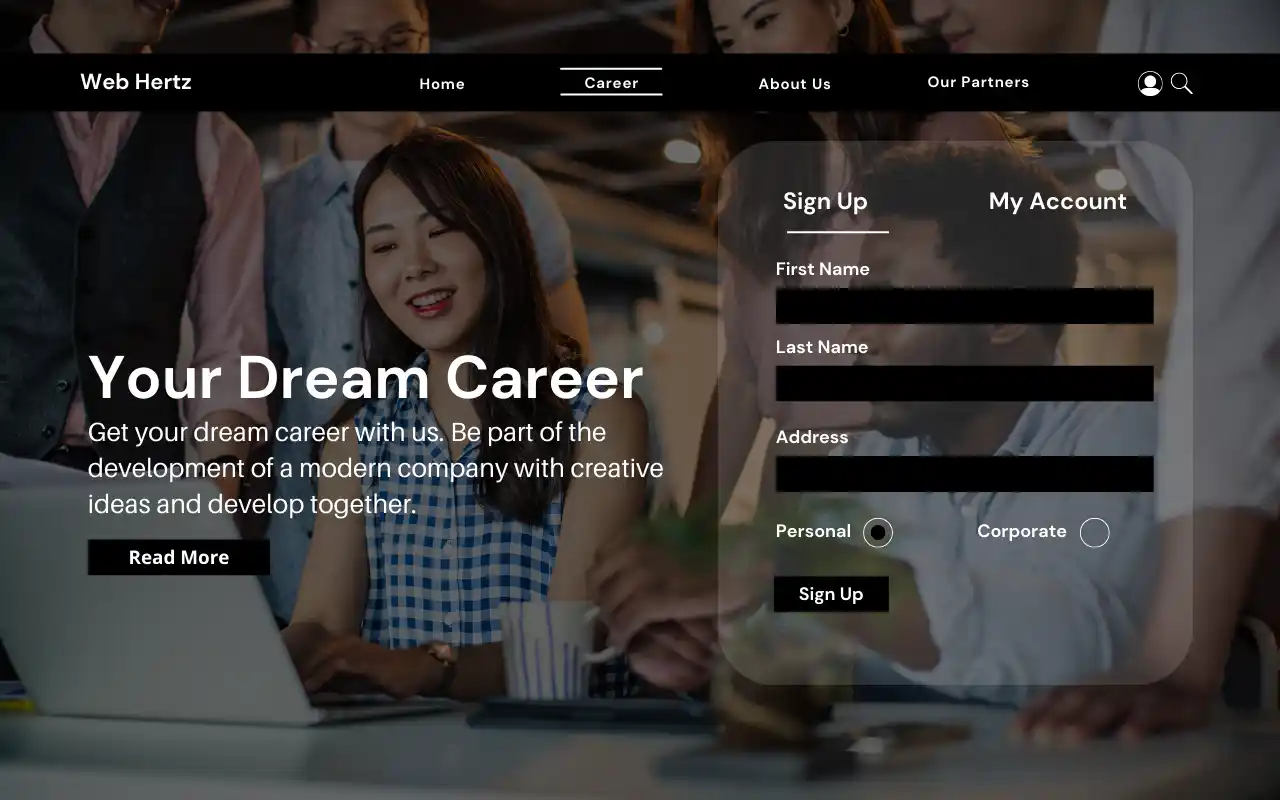 Web Hertz
Home
Career
About Us
Our Partners
Your Dream Career
Get your dream career with us. Be part of the
development of a modern company with creative
ideas and develop together.
Read More
Sign Up
My Account
First Name
Last Name
Address
Personal
Corporate
Sign Up